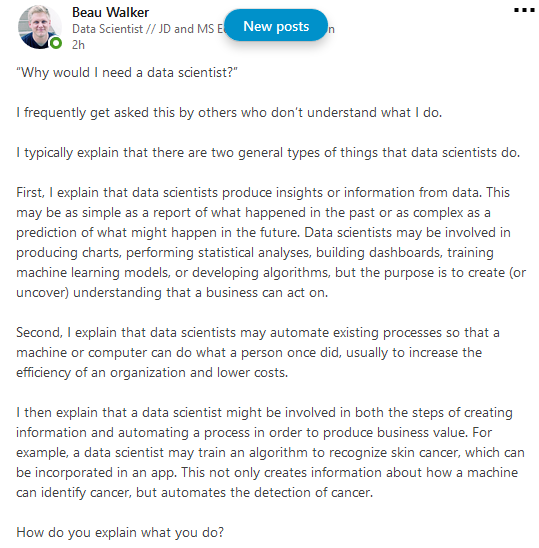 Beau Walker
Data Scientist // JD and MS E
New posts
n
2h
“Why would I need a data scientist?”
I frequently get asked this by others who don’t understand what I do.
I typically explain that there are two general types of things that data scientists do.
First, I explain that data scientists produce insights or information from data. This
may be as simple as a report of what happened in the past or as complex as a
prediction of what might happen in the future. Data scientists may be involved in
producing charts, performing statistical analyses, building dashboards, training
machine learning models, or developing algorithms, but the purpose is to create (or
uncover) understanding that a business can act on.
Second, I explain that data scientists may automate existing processes so that a
machine or computer can do what a person once did, usually to increase the
efficiency of an organization and lower costs.
I then explain that a data scientist might be involved in both the steps of creating
information and automating a process in order to produce business value. For
example, a data scientist may train an algorithm to recognize skin cancer, which can
be incorporated in an app. This not only creates information about how a machine
can identify cancer, but automates the detection of cancer.
How do you explain what you do?